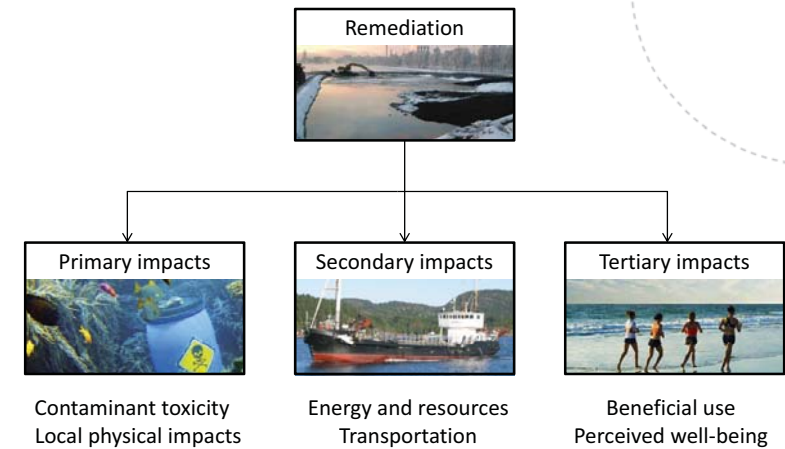 Remediation
Primary impacts
Secondary impacts
Tertiary impacts
Contaminant toxicity
Local physical impacts
Energy and resources
Transportation
Beneficial use
Perceived well-being